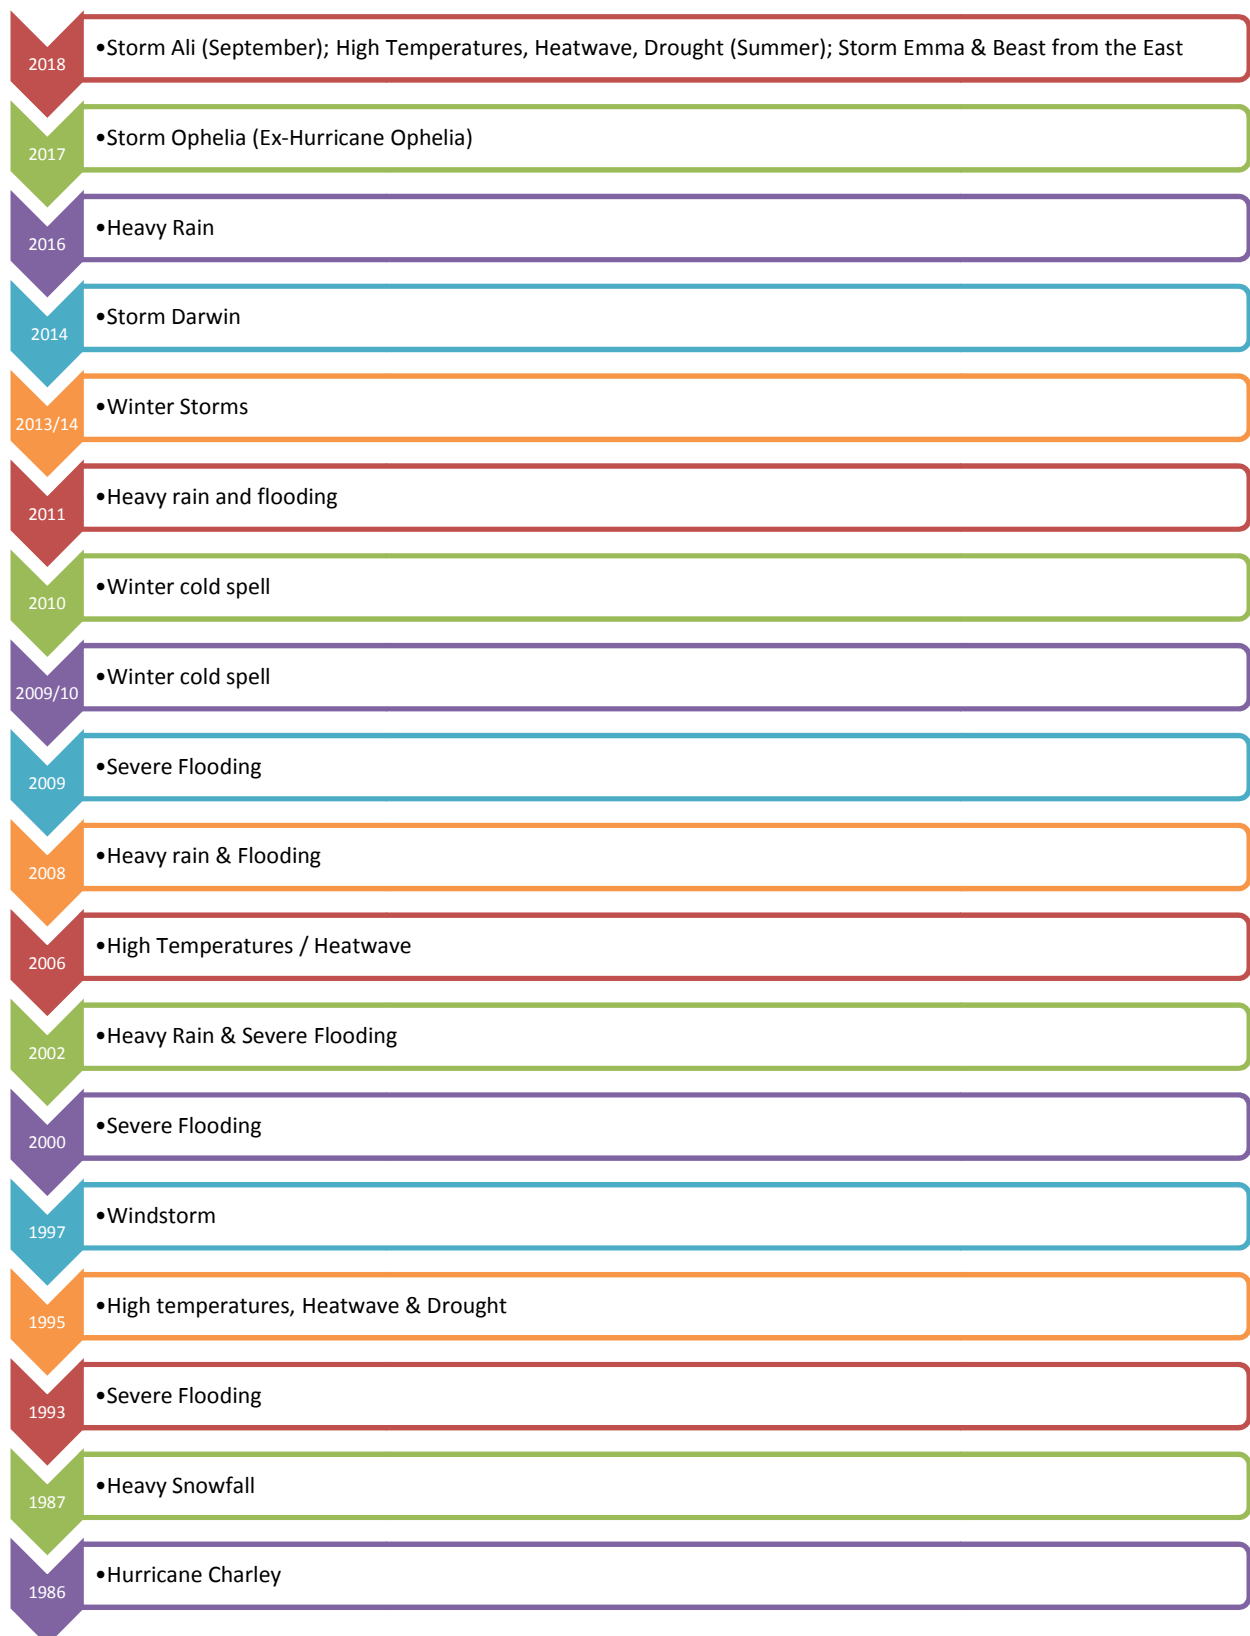 2018
•Storm Ali (September); High Temperatures, Heatwave, Drought (Summer); Storm Emma & Beast from the East
2017
•Storm Ophelia (Ex-Hurricane Ophelia)
2016
•Heavy Rain
2014
•Storm Darwin
2013/14
•Winter Storms
2011
•Heavy rain and flooding
2010
•Winter cold spell
2009/10
•Winter cold spell
2009
•Severe Flooding
2008
•Heavy rain & Flooding
2006
•High Temperatures / Heatwave
2002
•Heavy Rain & Severe Flooding
2000
•Severe Flooding
1997
•Windstorm
1995
•High temperatures, Heatwave & Drought
1993
•Severe Flooding
1987
•Heavy Snowfall
1986
•Hurricane Charley